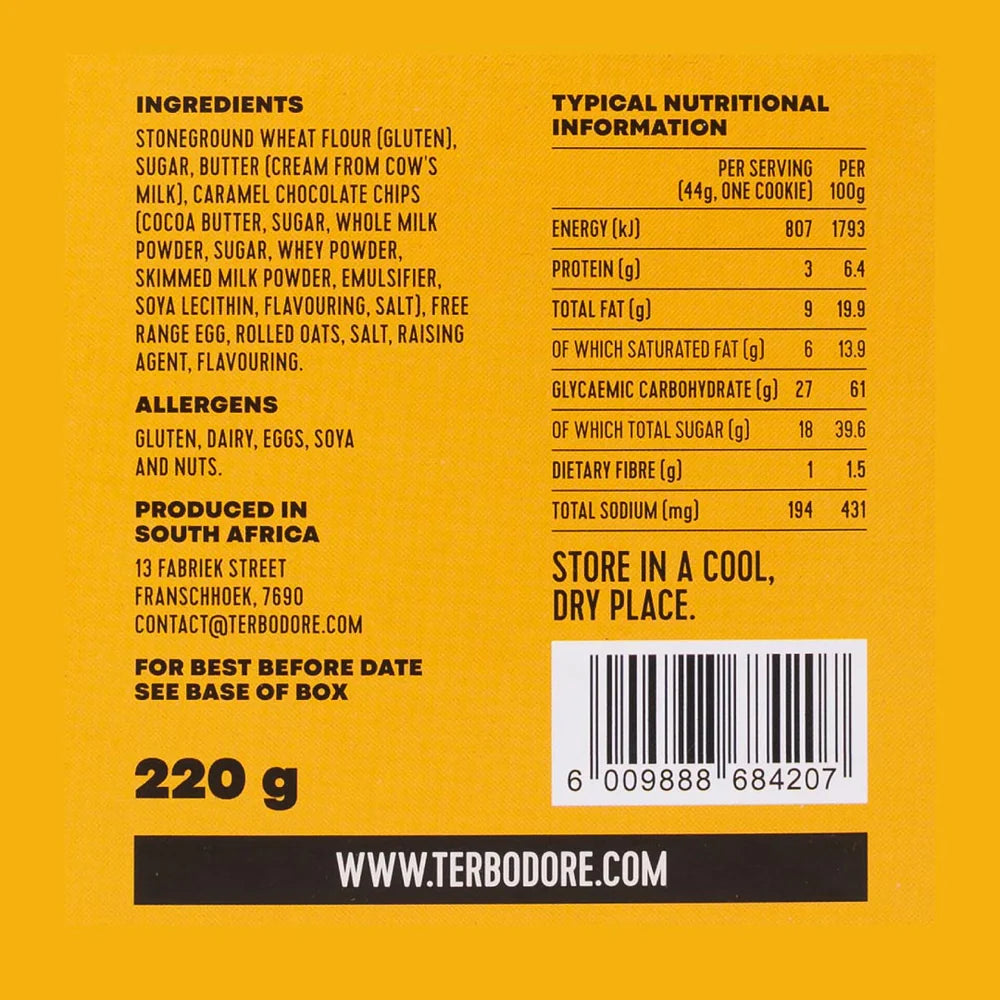 INGREDIENTS
STONEGROUND WHEAT FLOUR (GLUTEN),
SUGAR, BUTTER (CREAM FROM COW'S
MILK), CARAMEL CHOCOLATE CHIPS
(COCOA BUTTER, SUGAR, WHOLE MILK
POWDER, SUGAR, WHEY POWDER,
SKIMMED MILK POWDER, EMULSIFIER,
SOYA LECITHIN, FLAVOURING, SALT), FREE
RANGE EGG, ROLLED OATS, SALT, RAISING
AGENT, FLAVOURING.
ALLERGENS
GLUTEN, DAIRY, EGGS, SOYA
AND NUTS.
PRODUCED IN
SOUTH AFRICA
13 FABRIEK STREET
FRANSCHHOEK, 7690
CONTACT@TERBODORE.COM
FOR BEST BEFORE DATE
SEE BASE OF BOX
220 g
TYPICAL NUTRITIONAL
INFORMATION
PER SERVING PER
(44g, ONE COOKIE) 100g
ENERGY (kJ) 807 1793
PROTEIN (g) 3 6.4
TOTAL FAT (g) 9 19.9
OF WHICH SATURATED FAT (g) 6 13.9
GLYCAEMIC CARBOHYDRATE (g) 27 61
OF WHICH TOTAL SUGAR (g) 18 39.6
DIETARY FIBRE (g) 1 1.5
TOTAL SODIUM (mg) 194 431
STORE IN A COOL,
DRY PLACE.
6 009888 684207
WWW.TERBODORE.COM